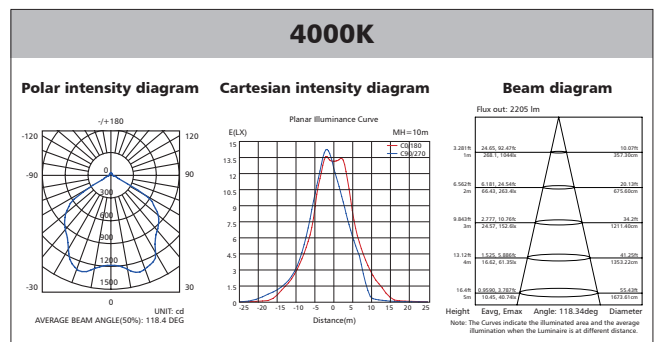 4000K
Polar intensity diagram
-/+180
-120
120
-90
90
0
300
600
900
1200
1500
-30
30
0
UNIT: cd
AVERAGE BEAM ANGLE(50%): 118.4 DEG
Cartesian intensity diagram
Planar Illuminance Curve
E(LX)
MH=10m
C0/180
C90/270
15
13.5
12
10.5
9
7.5
6
4.5
3
1.5
0
-25 -20 -15 -10 -5 0 5 10 15 20 25
Distance(m)
Beam diagram
Flux out: 2205 lm
3.281ft 24.65, 92.47fc 10.07ft
1m 268.1, 1044lx 357.30cm
6.562ft 6.181, 24.54fc 20.13ft
2m 66.43, 263.4lx 675.60cm
9.842ft 2.777, 10.76fc 34.2ft
3m 24.57, 152.6lx 1211.40cm
13.12ft 1.525, 5.886fc 41.25ft
4m 16.62, 61.35lx 1353.22cm
16.4ft 0.9590, 3.787fc 55.43ft
5m 10.45, 40.74lx 1673.61cm
Height Eavg, Emax Angle: 118.34deg Diameter
Note: The Curves indicate the illuminated area and the average
illumination when the Luminaire is at different distance.